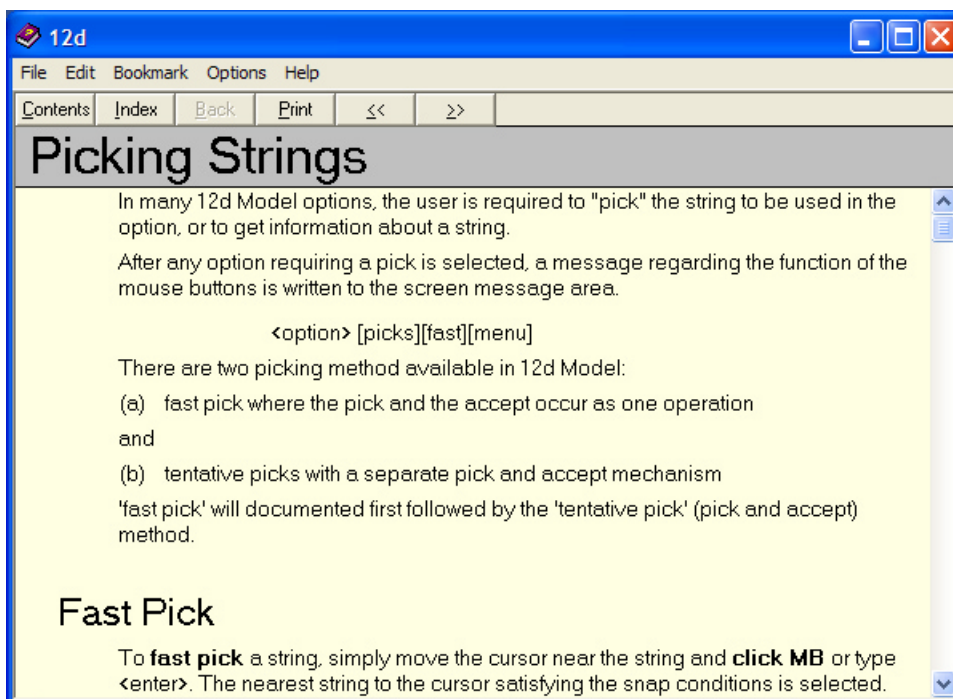 12d
File Edit Bookmark Options Help
Contents Index Back Print << >>
Picking Strings
In many 12d Model options, the user is required to "pick" the string to be used in the
option, or to get information about a string.
After any option requiring a pick is selected, a message regarding the function of the
mouse buttons is written to the screen message area.
<option> [picks][fast][menu]
There are two picking method available in 12d Model:
(a) fast pick where the pick and the accept occur as one operation
and
(b) tentative picks with a separate pick and accept mechanism
'fast pick' will documented first followed by the 'tentative pick' (pick and accept)
method.
Fast Pick
To fast pick a string, simply move the cursor near the string and click MB or type
<enter>. The nearest string to the cursor satisfying the snap conditions is selected.